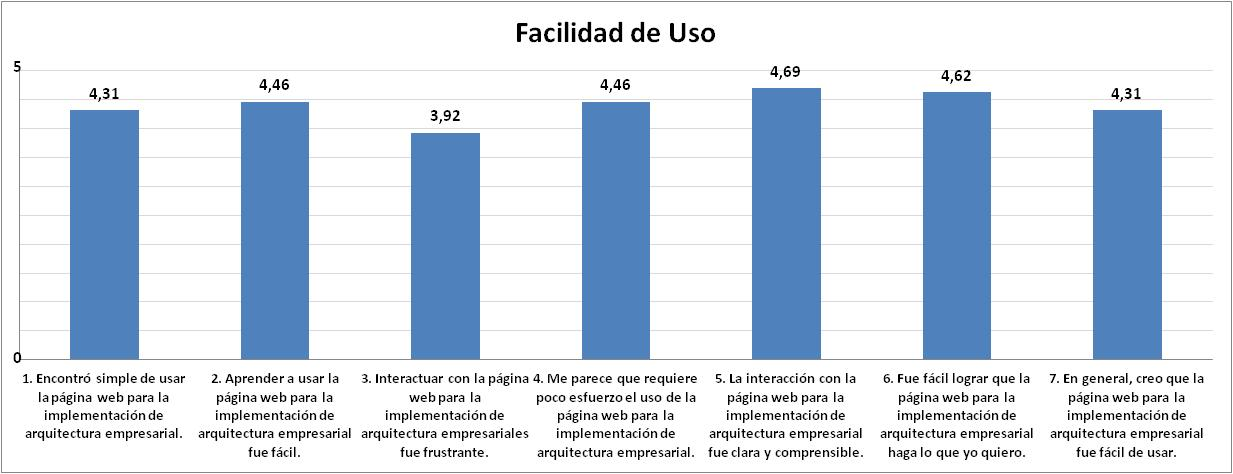 Facilidad de Uso
5
4,31
4,46
3,92
4,46
4,69
4,62
4,31
0
1. Encontró simple de usar
la página web para la
implementación de
arquitectura empresarial.
2. Aprender a usar la
página web para la
implementación de
arquitectura empresarial
fue fácil.
3. Interactuar con la página
web para la
implementación de
arquitectura empresariales
fue frustrante.
4. Me parece que requiere
poco esfuerzo el uso de la
página web para la
implementación de
arquitectura empresarial.
5. La interacción con la
página web para la
implementación de
arquitectura empresarial
fue clara y comprensible.
6. Fue fácil lograr que la
página web para la
implementación de
arquitectura empresarial
haga lo que yo quiero.
7. En general, creo que la
página web para la
implementación de
arquitectura empresarial
fue fácil de usar.